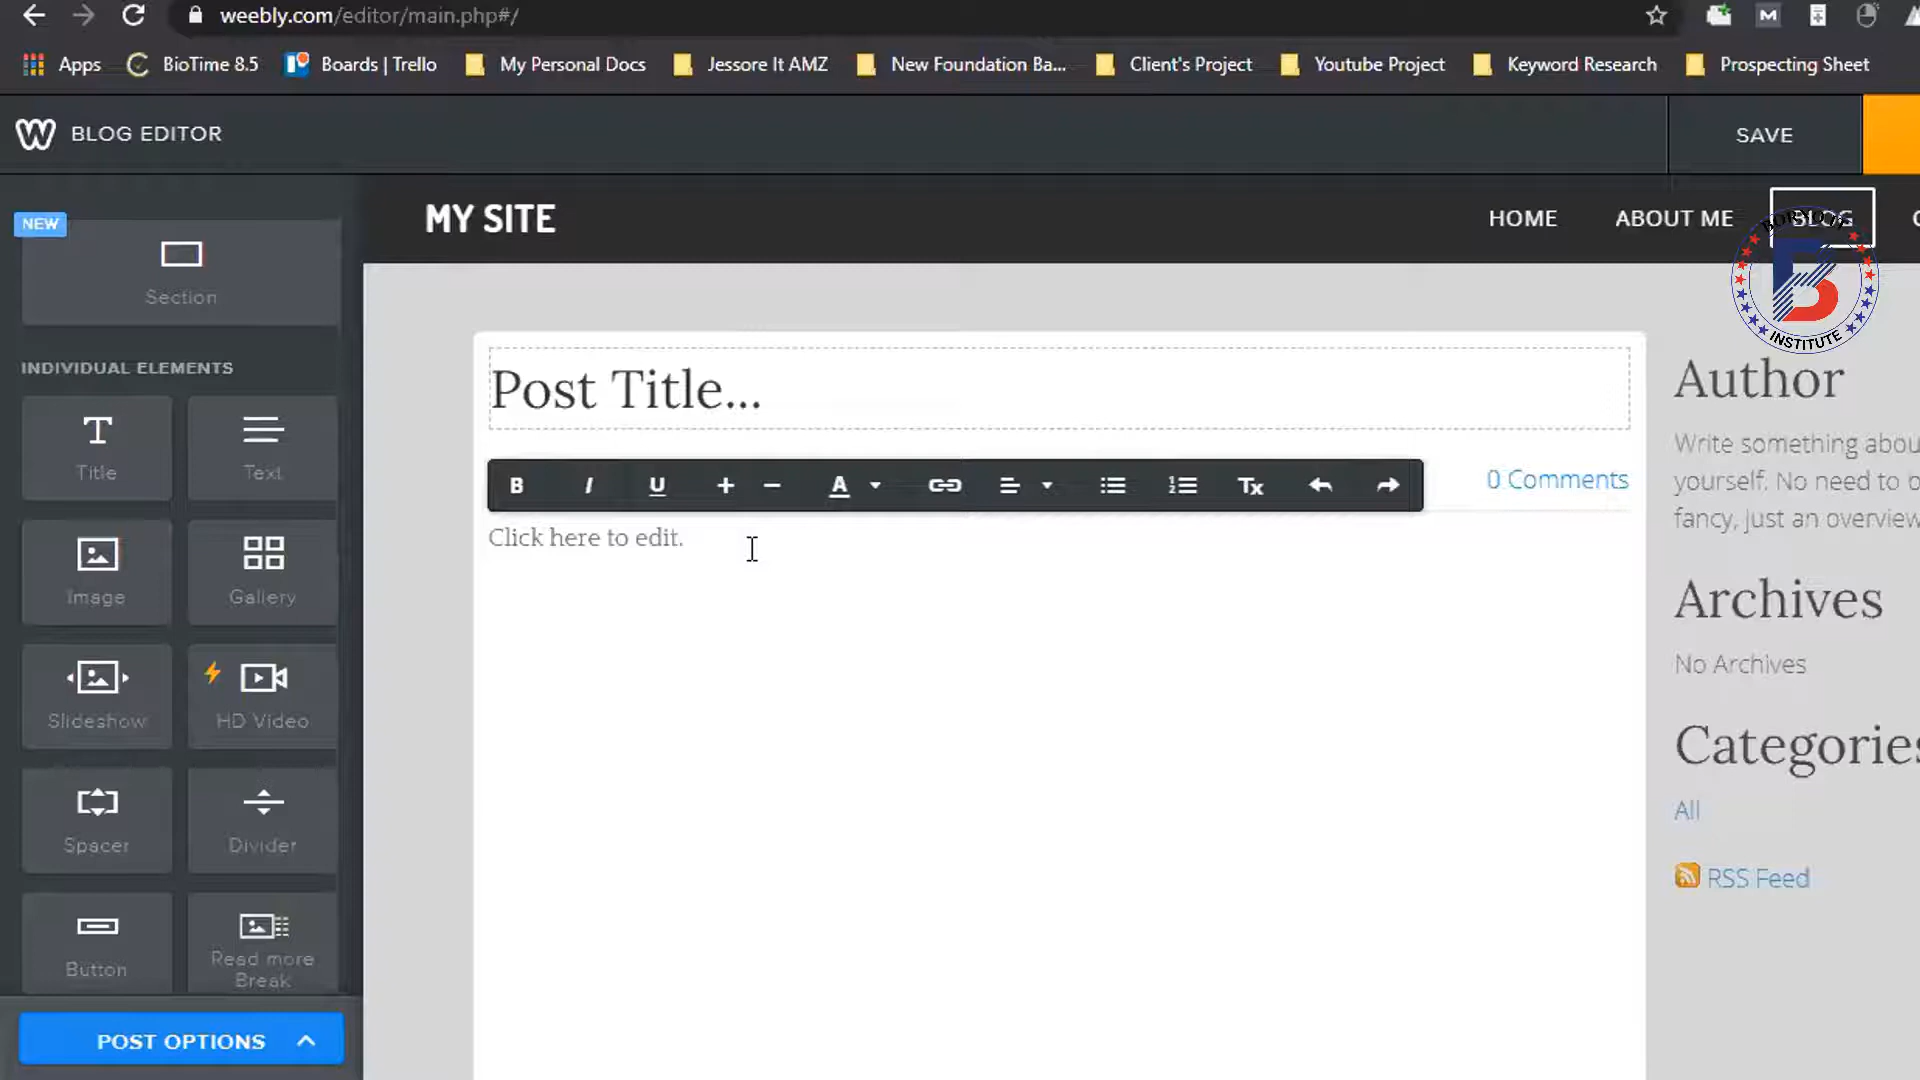 weebly.com/editor/main.php#/
M
Apps
BioTime 8.5
Boards | Trello
My Personal Docs
Jessore It AMZ
New Foundation Ba...
Client's Project
Youtube Project
Keyword Research
Prospecting Sheet
BLOG EDITOR
SAVE
NEW
Section
MY SITE
HOME
ABOUT ME
BLOG
INSTITUTE
INDIVIDUAL ELEMENTS
Title
Text
Image
Gallery
Slideshow
HD Video
Spacer
Divider
Button
Read more
Break
POST OPTIONS
Post Title...
B I U + − A Tx
0 Comments
Click here to edit.
Author
Write something abou
yourself. No need to b
fancy, just an overview
Archives
No Archives
Categories
All
RSS Feed